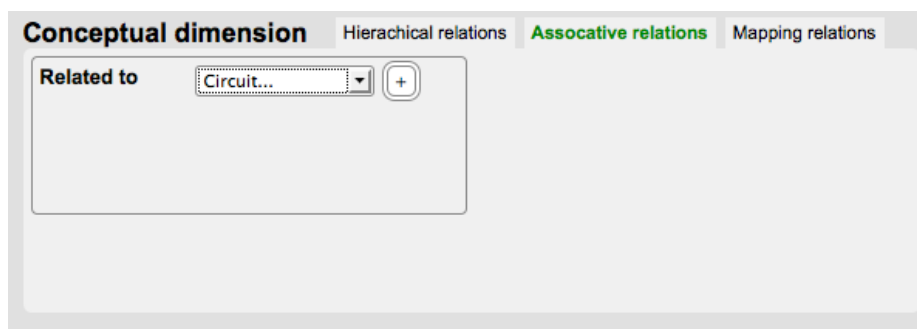 Conceptual dimension Hierachical relations Assocative relations Mapping relations
Related to Circuit... +